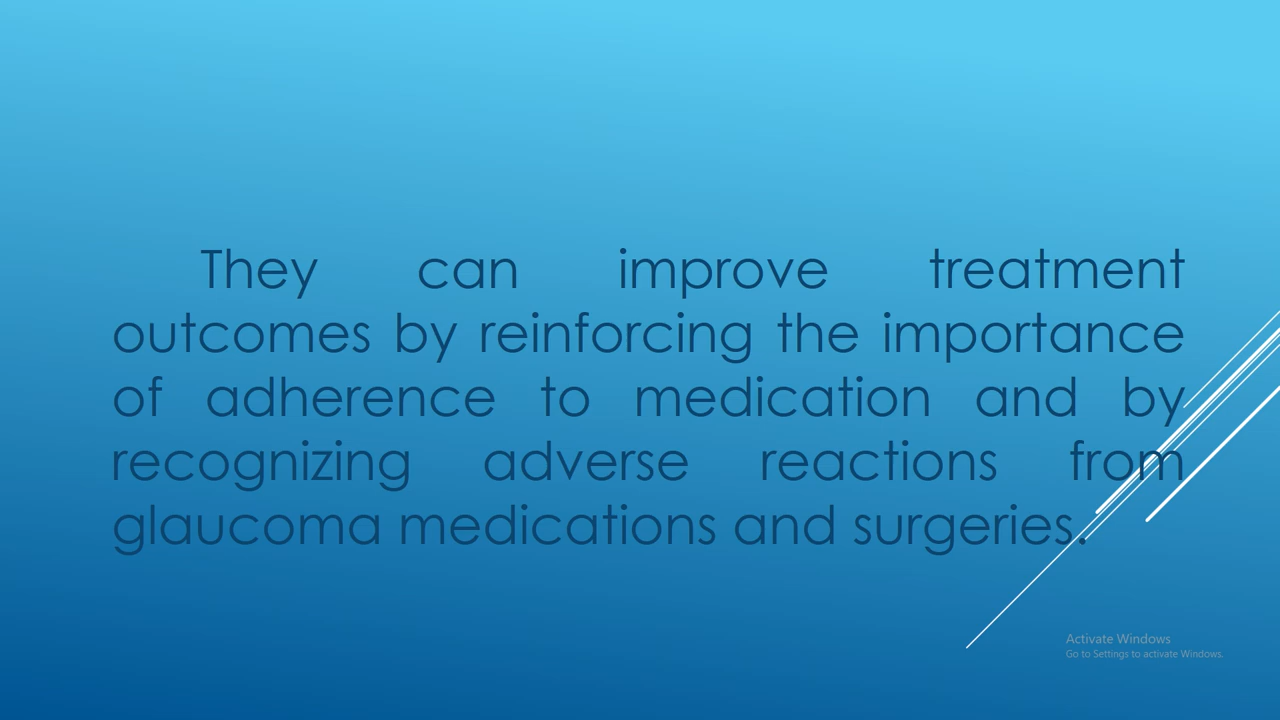 They can improve treatment
outcomes by reinforcing the importance
of adherence to medication and by
recognizing adverse reactions from
glaucoma medications and surgeries.
Activate Windows
Go to Settings to activate Windows.